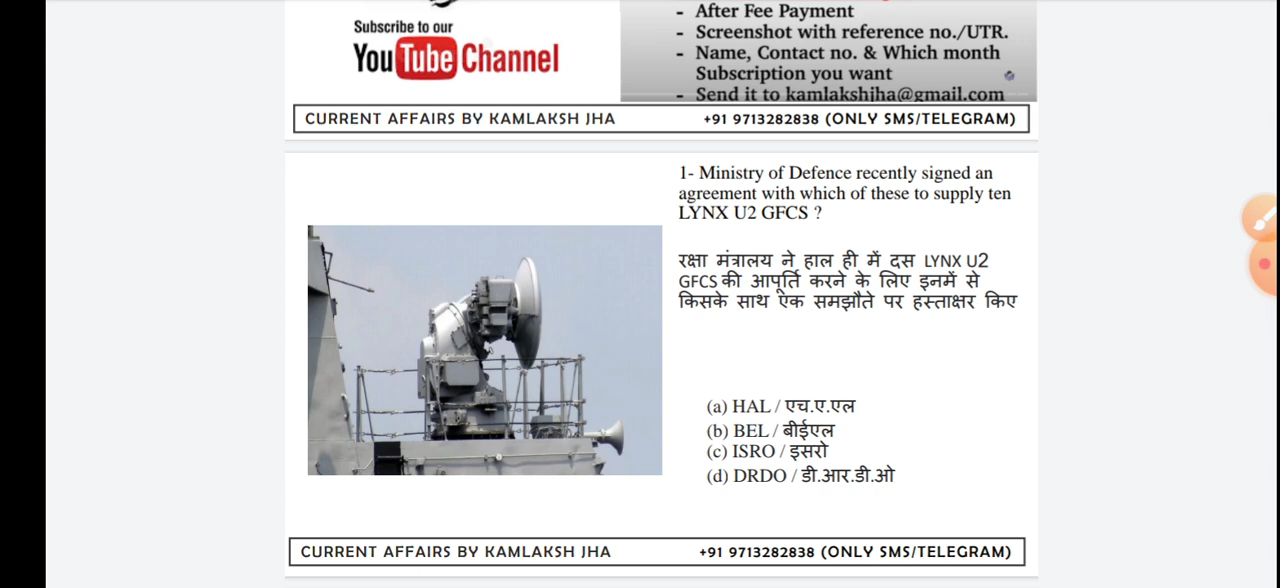 Subscribe to our
YouTube Channel
- After Fee Payment
- Screenshot with reference no./UTR.
- Name, Contact no. & Which month
Subscription you want
- Send it to kamlakshjha@gmail.com
CURRENT AFFAIRS BY KAMLAKSH JHA +91 9713282838 (ONLY SMS/TELEGRAM)
1- Ministry of Defence recently signed an
agreement with which of these to supply ten
LYNX U2 GFCS ?
रक्षा मंत्रालय ने हाल ही में दस LYNX U2
GFCS की आपूर्ति करने के लिए इनमें से
किसके साथ एक समझौते पर हस्ताक्षर किए
(a) HAL / एच.ए.एल
(b) BEL / बीईएल
(c) ISRO / इसरो
(d) DRDO / डी.आर.डी.ओ
CURRENT AFFAIRS BY KAMLAKSH JHA +91 9713282838 (ONLY SMS/TELEGRAM)